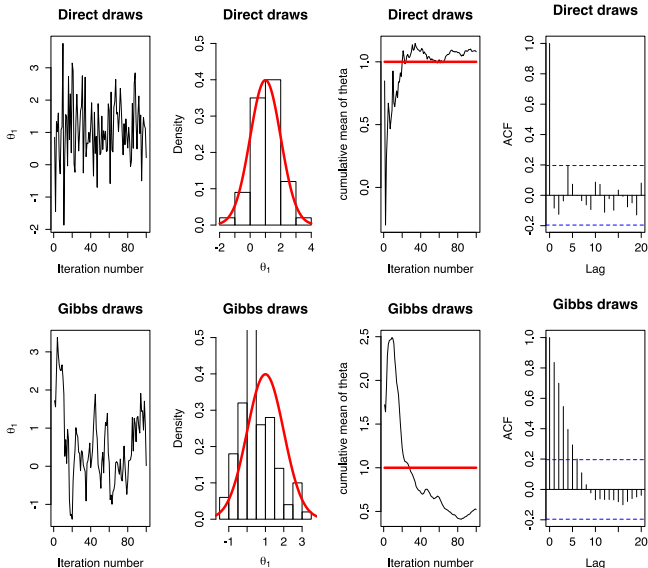 Direct draws
Direct draws
Direct draws
Direct draws
θ1
-2 -1 0 1 2 3
0 40 80
Iteration number
Density
0.0 0.1 0.2 0.3 0.4 0.5
-2 0 2 4
θ1
cumulative mean of theta
0.0 0.5 1.0
0 40 80
Iteration number
ACF
-0.2 0.0 0.2 0.4 0.6 0.8 1.0
0 5 10 20
Lag
Gibbs draws
Gibbs draws
Gibbs draws
Gibbs draws
θ1
-1 0 1 2 3
0 40 80
Iteration number
Density
0.0 0.1 0.2 0.3 0.4 0.5
-1 1 2 3
θ1
cumulative mean of theta
0.5 1.0 1.5 2.0 2.5
0 40 80
Iteration number
ACF
-0.2 0.0 0.2 0.4 0.6 0.8 1.0
0 5 10 20
Lag